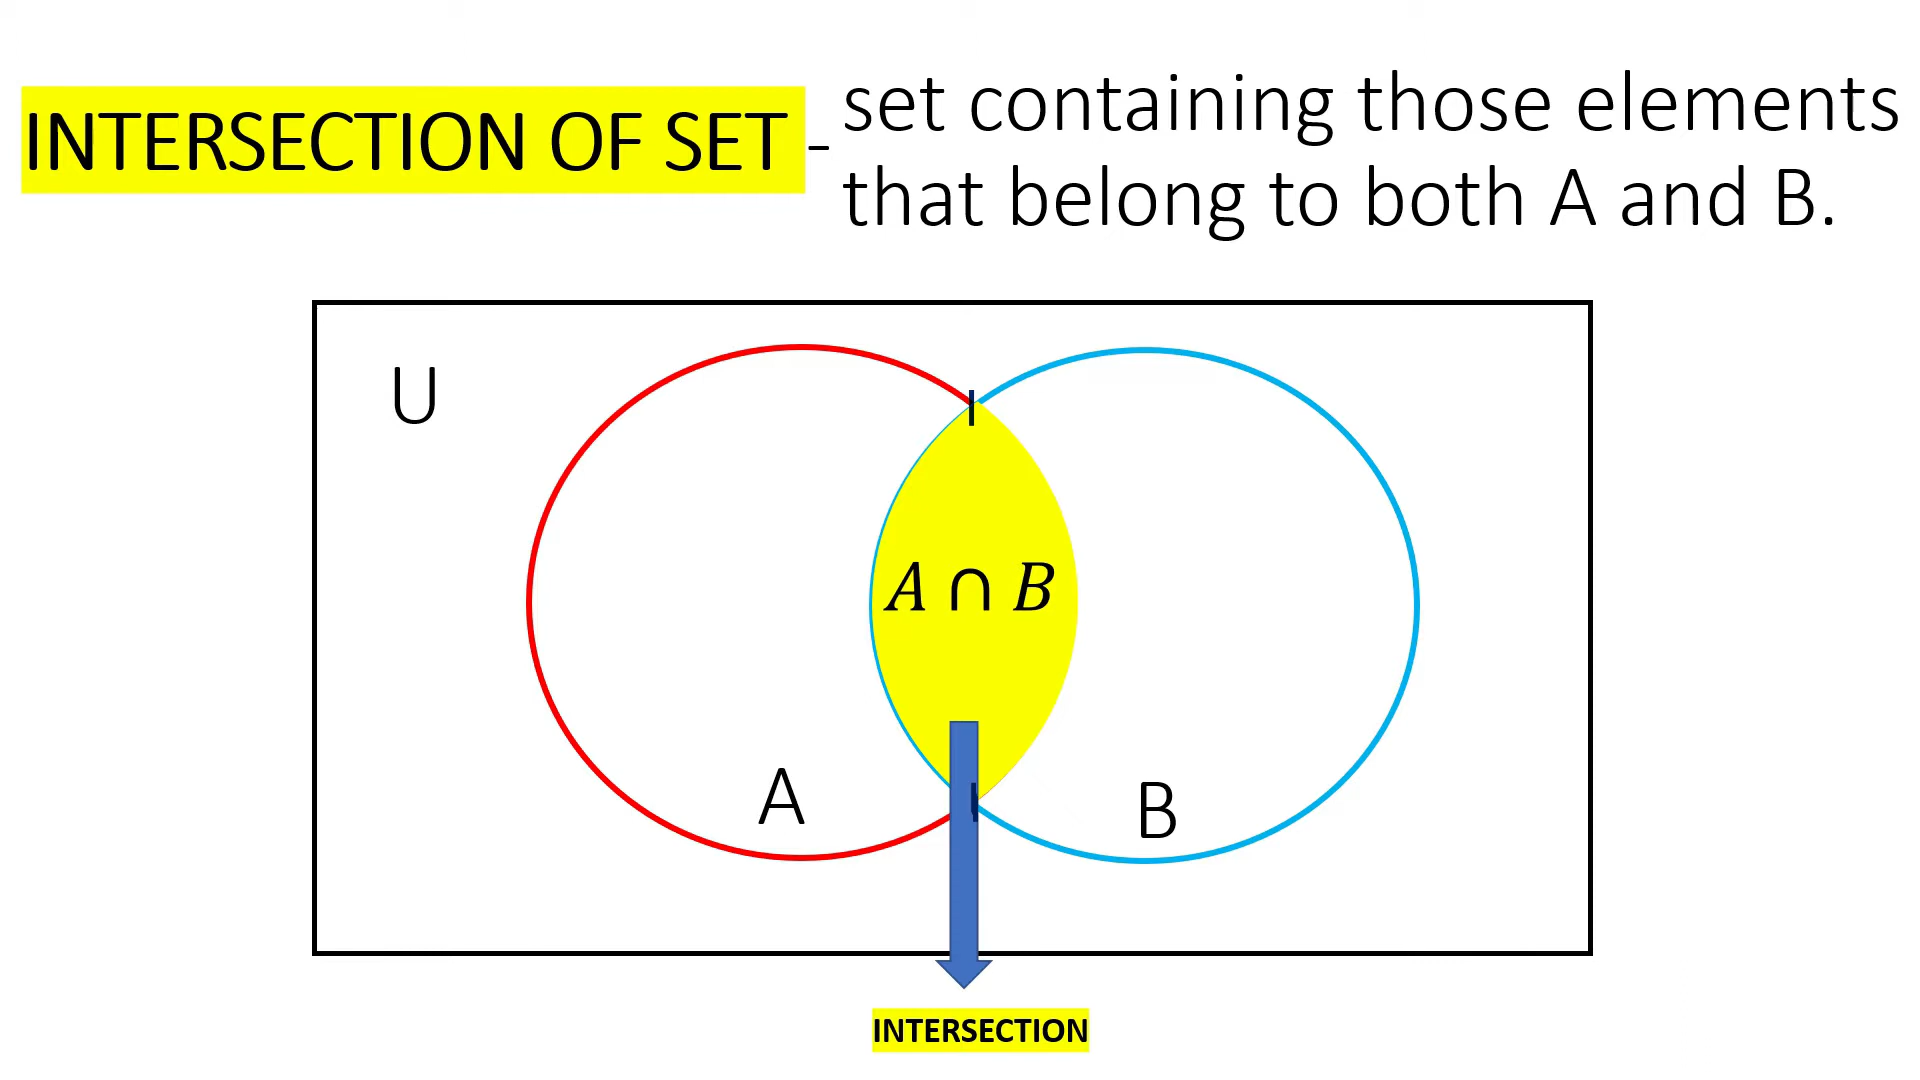 INTERSECTION OF SET -
set containing those elements
that belong to both A and B.
U
A ∩ B
A
B
INTERSECTION